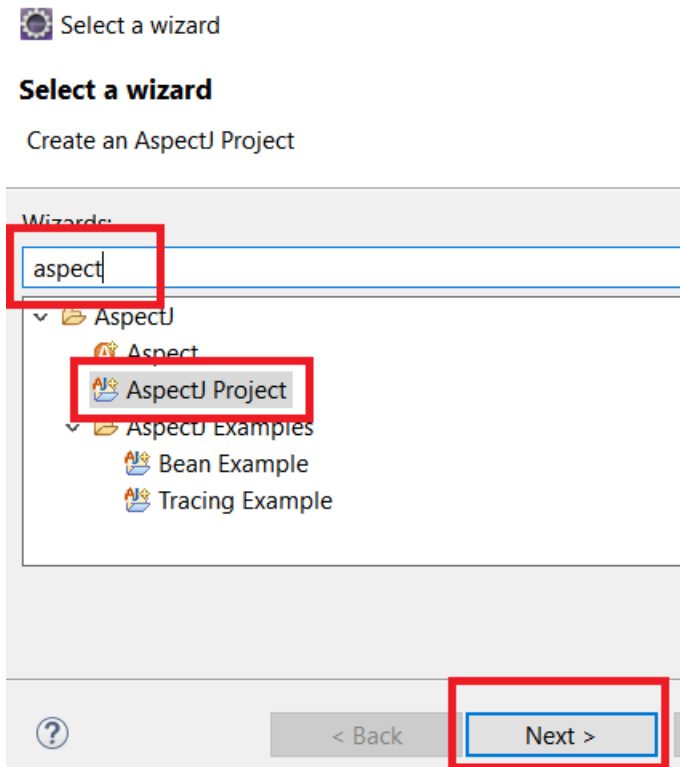 Select a wizard
Select a wizard
Create an AspectJ Project
Wizards:
aspect
AspectJ
Aspect
AspectJ Project
AspectJ Examples
Bean Example
Tracing Example
?
< Back
Next >